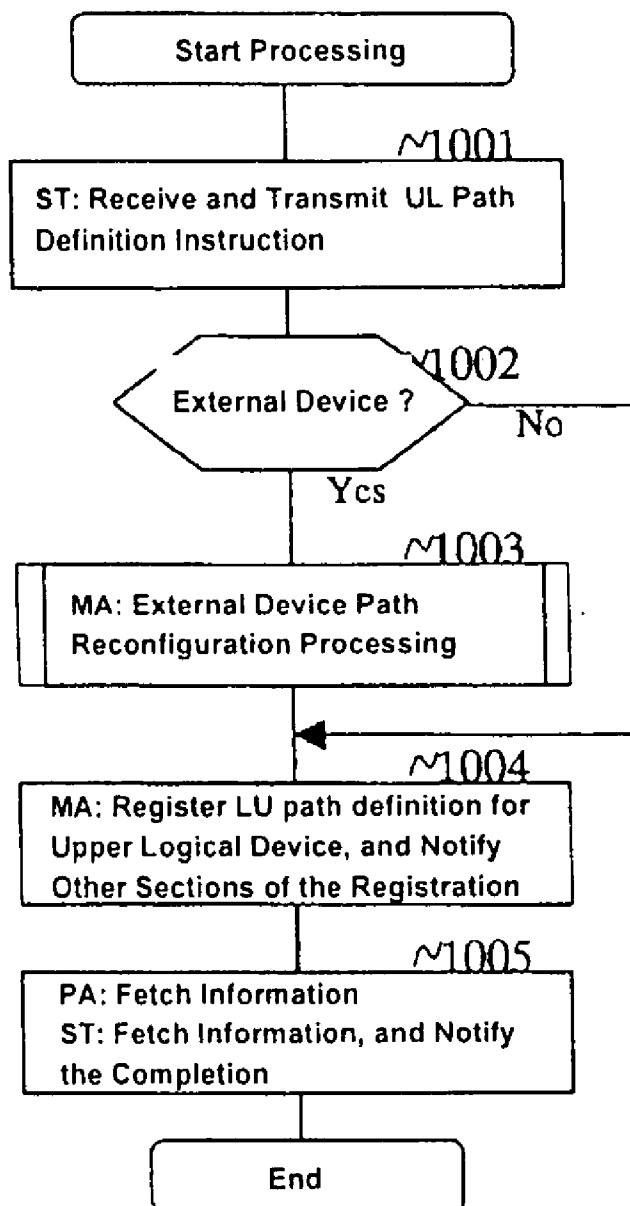 Start Processing
~1001
ST: Receive and Transmit UL Path
Definition Instruction
~1002
External Device ?
No
Yes
~1003
MA: External Device Path
Reconfiguration Processing
~1004
MA: Register LU path definition for
Upper Logical Device, and Notify
Other Sections of the Registration
~1005
PA: Fetch Information
ST: Fetch Information, and Notify
the Completion
End